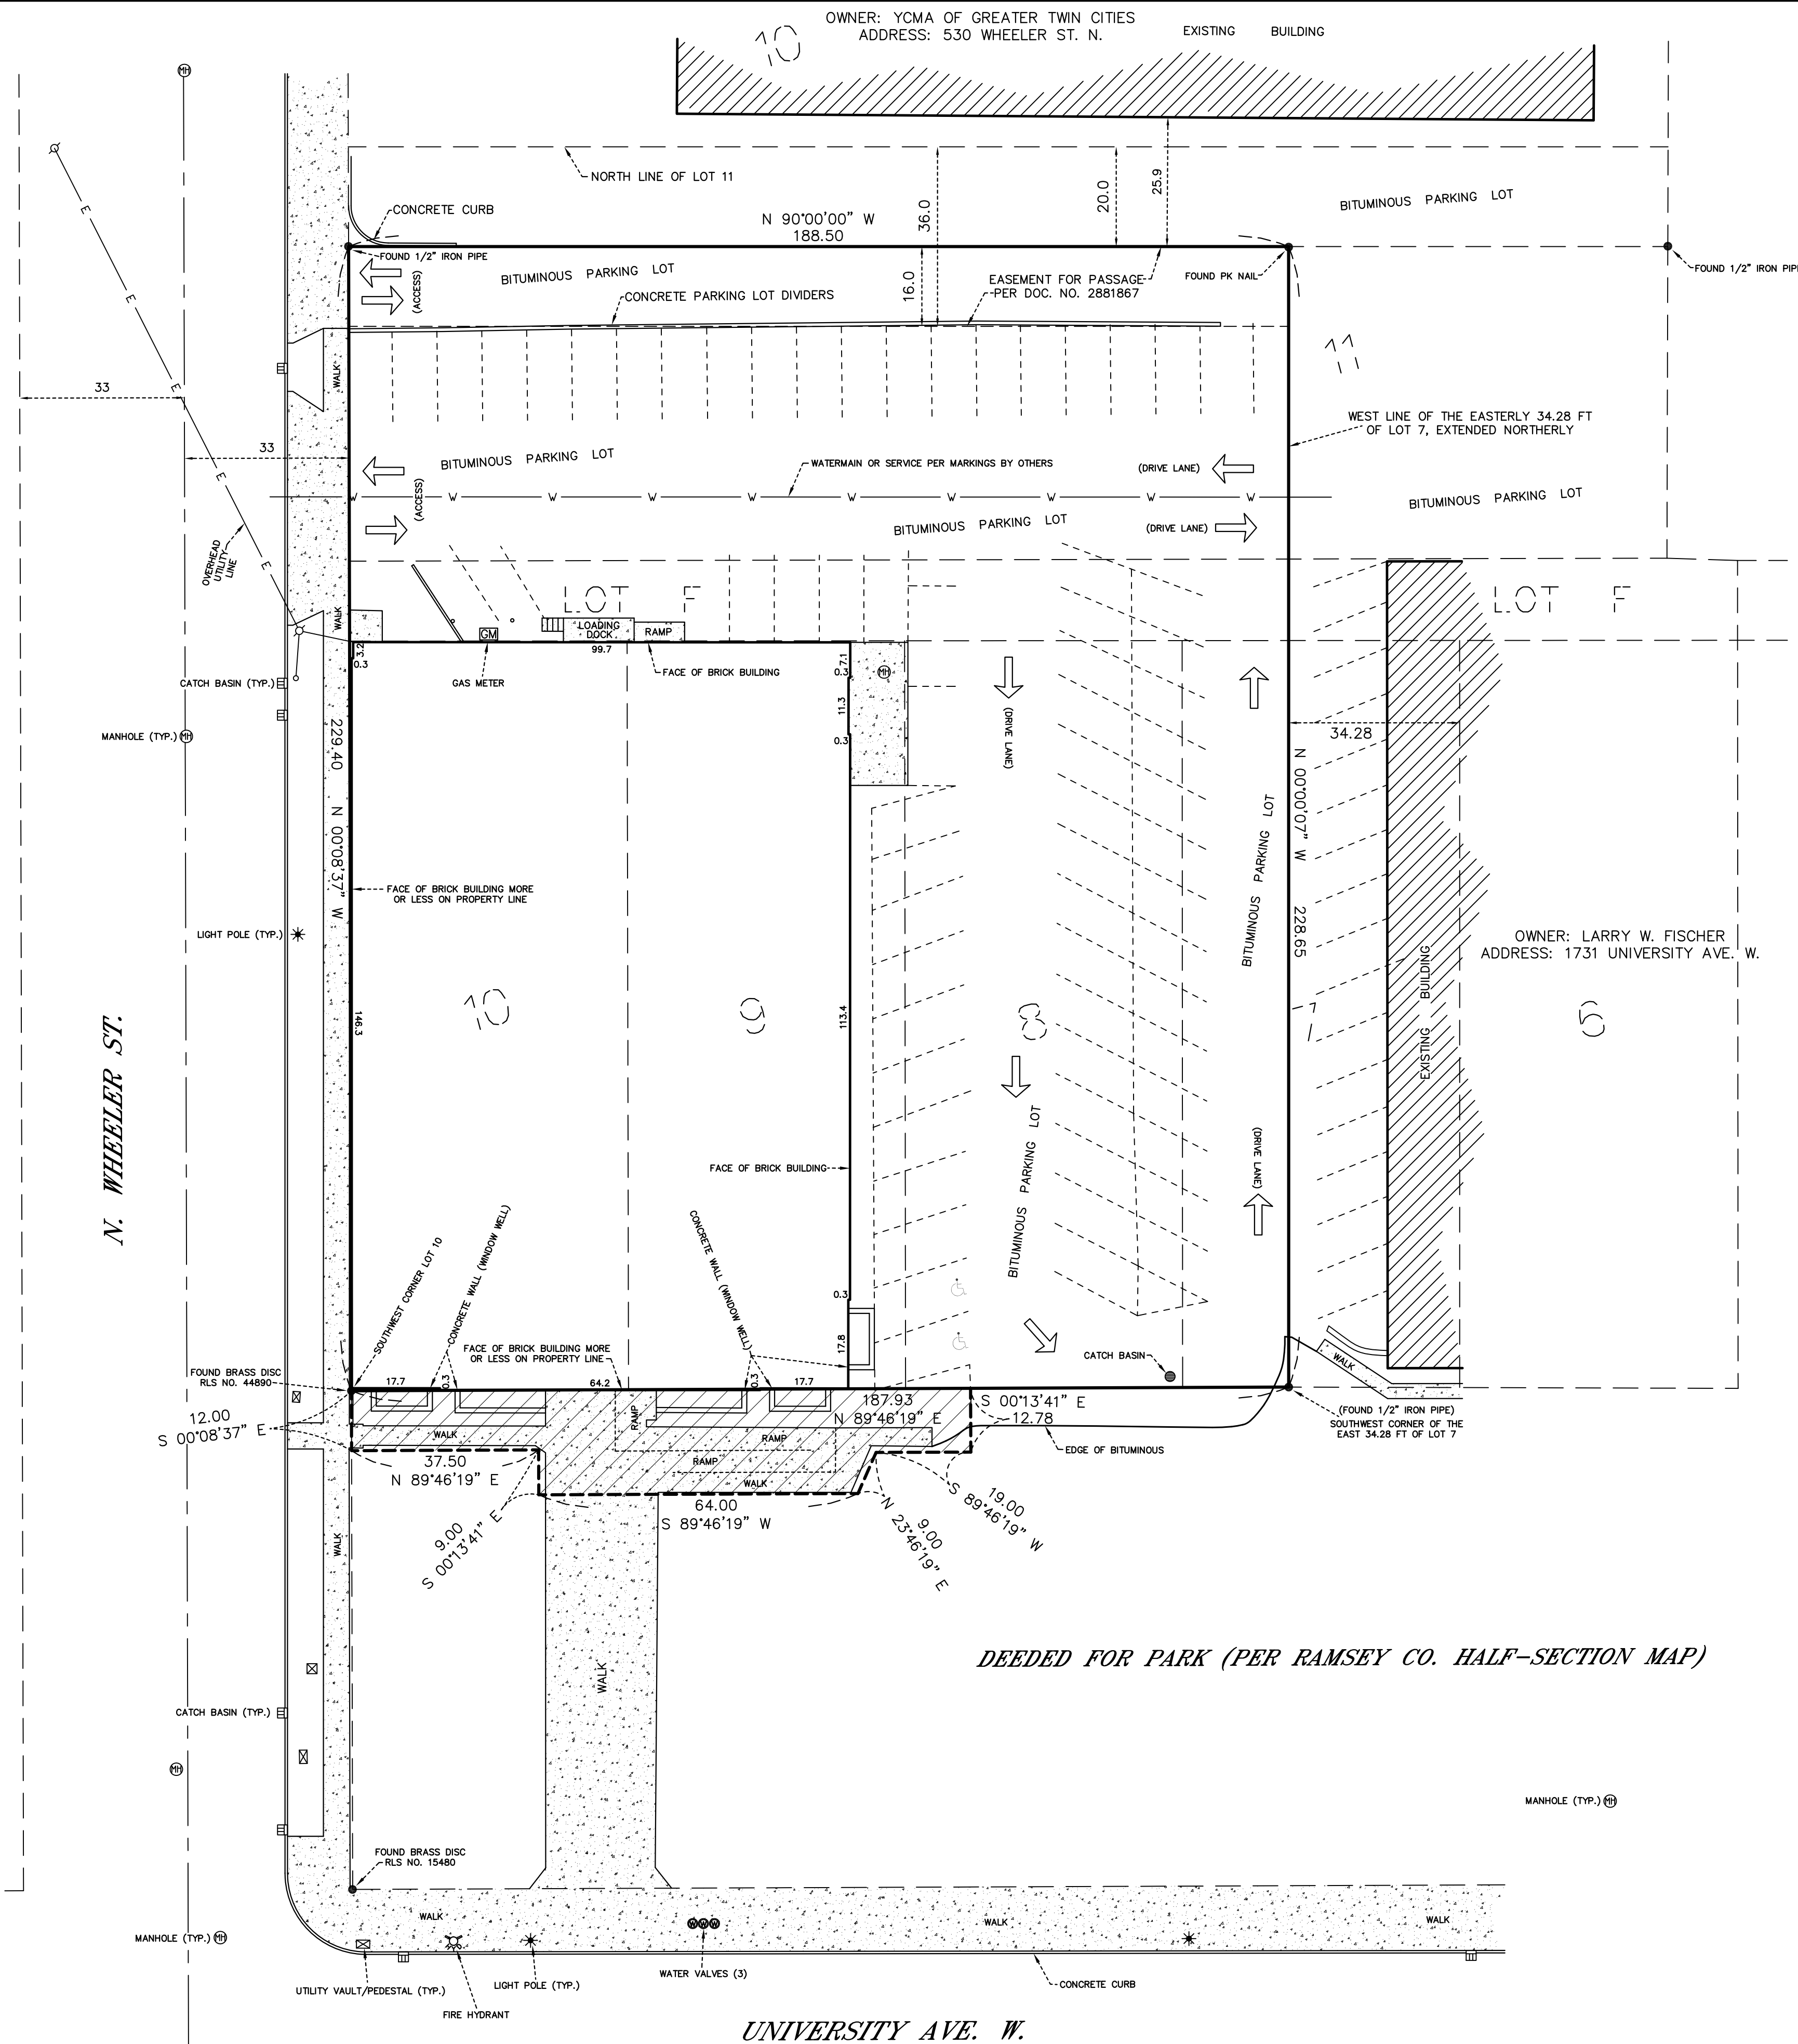 OWNER: YCMA OF GREATER TWIN CITIES
ADDRESS: 530 WHEELER ST. N.
EXISTING BUILDING
10
MH
NORTH LINE OF LOT 11
CONCRETE CURB
N 90°00'00" W
188.50
36.0
20.0
25.9
BITUMINOUS PARKING LOT
FOUND 1/2" IRON PIPE
BITUMINOUS PARKING LOT
(ACCESS)
CONCRETE PARKING LOT DIVIDERS
16.0
EASEMENT FOR PASSAGE
PER DOC. NO. 2881867
FOUND PK NAIL
FOUND 1/2" IRON PIP
11
E
E
E
E
E
E
33
33
WALK
WEST LINE OF THE EASTERLY 34.28 FT
OF LOT 7, EXTENDED NORTHERLY
BITUMINOUS PARKING LOT
WATERMAIN OR SERVICE PER MARKINGS BY OTHERS
(DRIVE LANE)
(ACCESS)
W W W W W W W W W W
BITUMINOUS PARKING LOT
BITUMINOUS PARKING LOT
(DRIVE LANE)
OVERHEAD
UTILITY
LINE
LOT F
LOT F
WALK
GM
LOADING
DOCK
RAMP
99.7
3.2
0.3
FACE OF BRICK BUILDING
GAS METER
7.1
0.3
11.3
0.3
MH
CATCH BASIN (TYP.)
MANHOLE (TYP.) MH
(DRIVE LANE)
34.28
229.40 N 00°08'37" W
N 00°00'07" W 228.65
BITUMINOUS PARKING LOT
FACE OF BRICK BUILDING MORE
OR LESS ON PROPERTY LINE
LIGHT POLE (TYP.)
OWNER: LARRY W. FISCHER
ADDRESS: 1731 UNIVERSITY AVE. W.
EXISTING BUILDING
146.3
10
9
113.4
8
7
6
N. WHEELER ST.
BITUMINOUS PARKING LOT
(DRIVE LANE)
FACE OF BRICK BUILDING
SOUTHWEST CORNER LOT 10
CONCRETE WALL (WINDOW WELL)
CONCRETE WALL (WINDOW WELL)
0.3
17.8
FACE OF BRICK BUILDING MORE
OR LESS ON PROPERTY LINE
CATCH BASIN
WALK
FOUND BRASS DISC
RLS NO. 44890
17.7
0.3
64.2
0.3
17.7
187.93
N 89°46'19" E
S 00°13'41" E
12.78
(FOUND 1/2" IRON PIPE)
SOUTHWEST CORNER OF THE
EAST 34.28 FT OF LOT 7
12.00
S 00°08'37" E
WALK
RAMP
RAMP
RAMP
WALK
EDGE OF BITUMINOUS
37.50
N 89°46'19" E
64.00
S 89°46'19" W
9.00
S 00°13'41" E
9.00
N 23°46'19" E
19.00
S 89°46'19" W
WALK
WALK
DEEDED FOR PARK (PER RAMSEY CO. HALF-SECTION MAP)
CATCH BASIN (TYP.)
MH
MANHOLE (TYP.) MH
FOUND BRASS DISC
RLS NO. 15480
WALK
WWW
WALK
WALK
MANHOLE (TYP.) MH
UTILITY VAULT/PEDESTAL (TYP.)
FIRE HYDRANT
LIGHT POLE (TYP.)
WATER VALVES (3)
CONCRETE CURB
UNIVERSITY AVE. W.